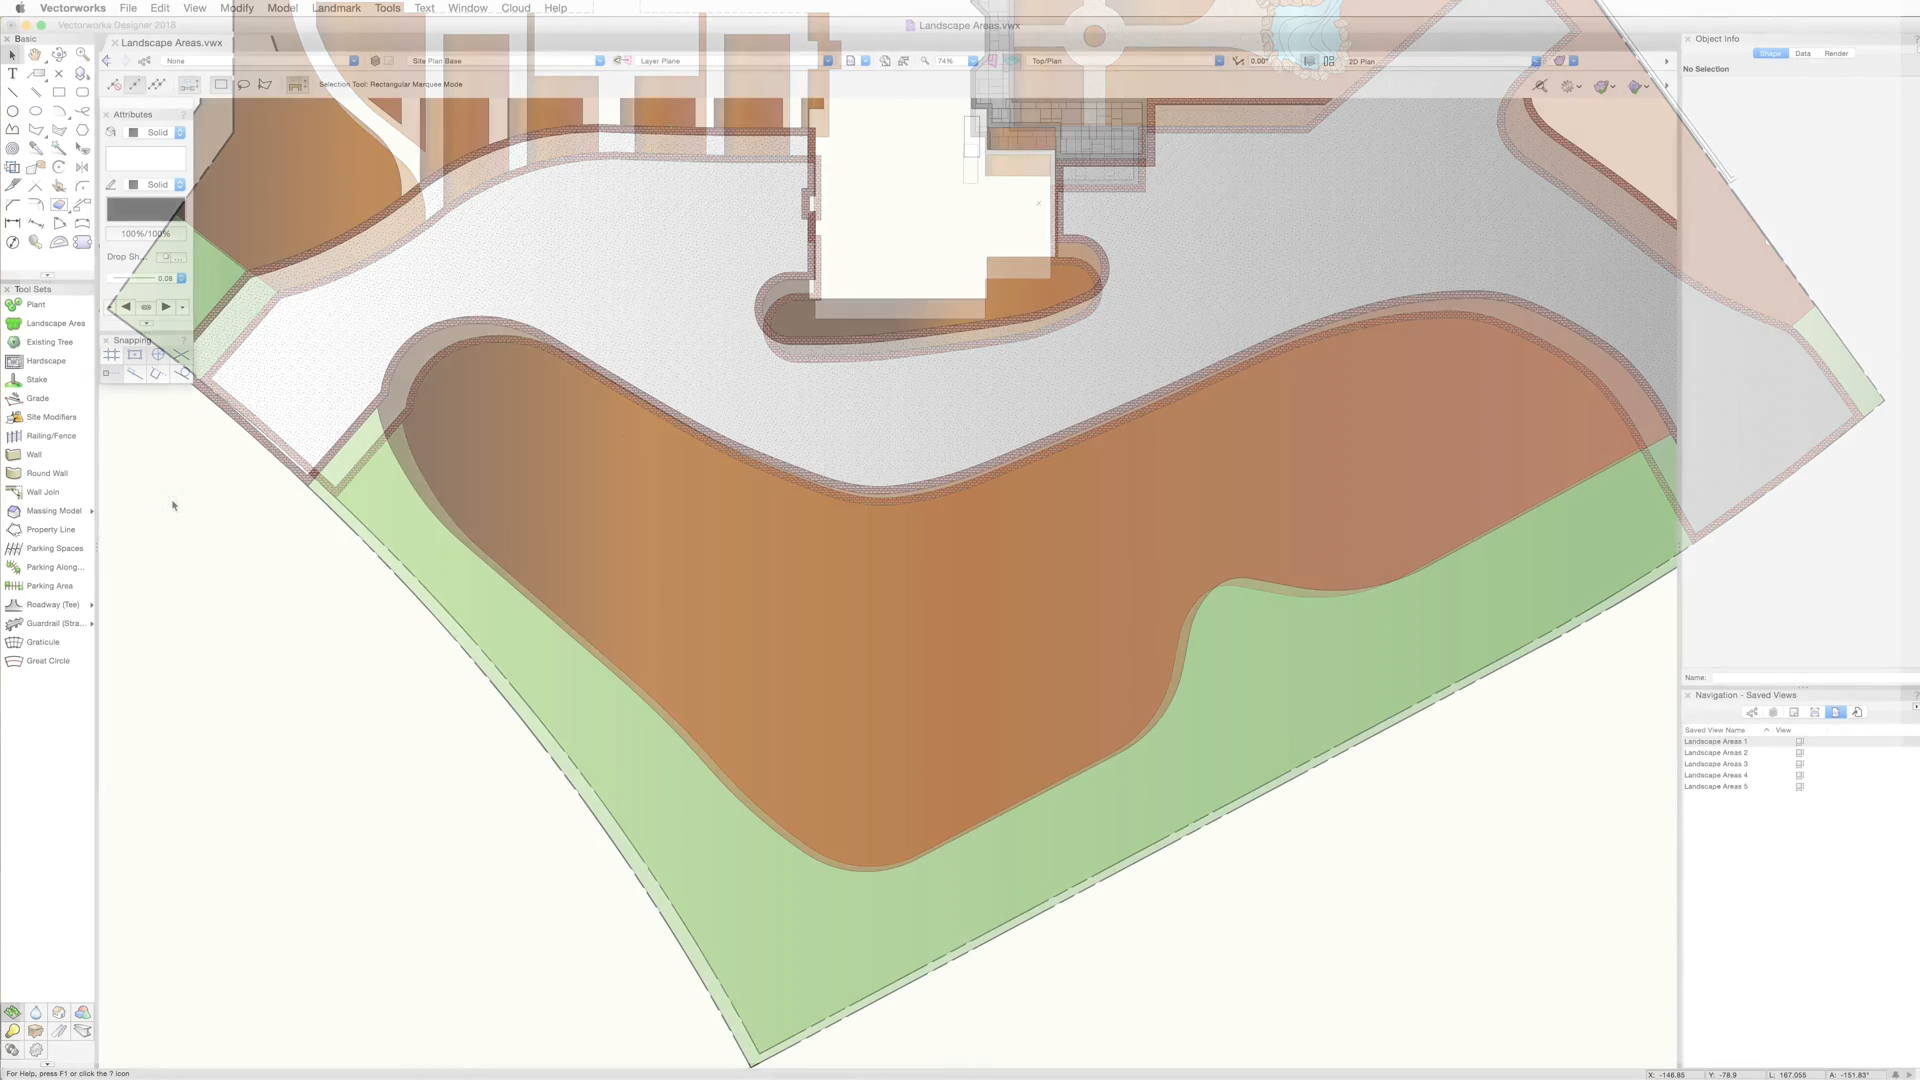 Vectorworks File Edit View Modify Model Landmark Tools Text Window Cloud Help
Vectorworks Designer 2018
Landscape Areas.vwx
Basic
Landscape Areas.vwx
None
Site Plan Base
Layer Plane
74%
Top/Plan
0.00°
2D Plan
Selection Tool: Rectangular Marquee Mode
Attributes
Solid
Solid
100%/100%
Drop Sh...
0.08
Snapping
Tool Sets
Plant
Landscape Area
Existing Tree
Hardscape
Stake
Grade
Site Modifiers
Railing/Fence
Wall
Round Wall
Wall Join
Massing Model
Property Line
Parking Spaces
Parking Along...
Parking Area
Roadway (Tee)
Guardrail (Stra...
Graticule
Great Circle
Object Info
Shape Data Render
No Selection
Name:
Navigation - Saved Views
Saved View Name View
Landscape Areas 1
Landscape Areas 2
Landscape Areas 3
Landscape Areas 4
Landscape Areas 5
For Help, press F1 or click the ? icon
X: -146.85 Y: -78.9 L: 167.055 A: -151.83°